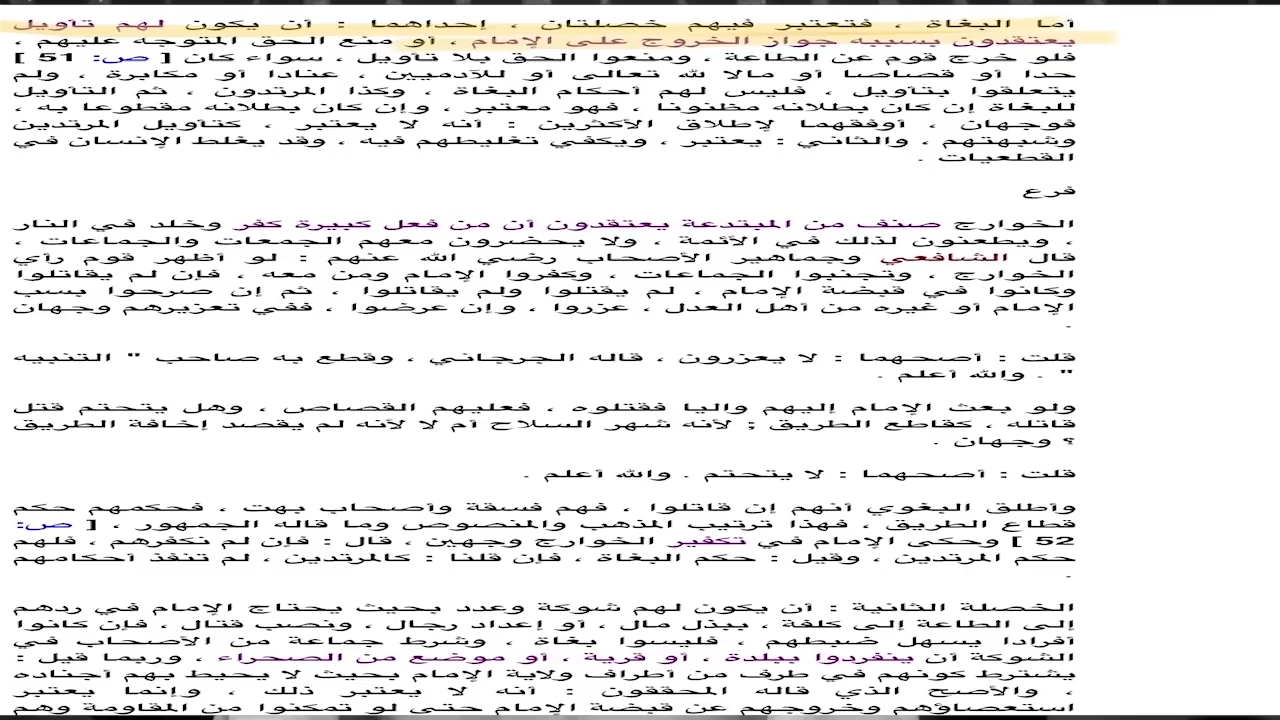 أما البغاة ، فتعتبر فيهم خصلتان ، إحداهما : أن يكون لهم تأويل
يعتقدون بسببه جواز الخروج على الإمام ، أو منع الحق المتوجه عليهم ،
فلو خرج قوم عن الطاعة ، ومنعوا الحق بلا تأويل ، سواء كان [ ص: 51 ]
حدا أو قصاصا أو مالا لله تعالى أو للآدميين ، عنادا أو مكابرة ، ولم
يتعلقوا بتأويل ، فليس لهم أحكام البغاة ، وكذا المرتدون ، ثم التأويل
للبغاة إن كان بطلانه مظنونا ، فهو معتبر ، وإن كان بطلانه مقطوعا به ،
فوجهان ، أوفقهما لإطلاق الأكثرين : أنه لا يعتبر ، كتأويل المرتدين
وشبهتهم ، والثاني : يعتبر ، ويكفي تغليطهم فيه ، وقد يغلط الإنسان في
القطعيات .
فرع
الخوارج صنف من المبتدعة يعتقدون أن من فعل كبيرة كفر وخلد في النار
، ويطعنون لذلك في الأئمة ، ولا يحضرون معهم الجمعات والجماعات ،
قال الشافعي وجماهير الأصحاب رضي الله عنهم : لو أظهر قوم رأي
الخوارج ، وتجنبوا الجماعات ، وكفروا الإمام ومن معه ، فإن لم يقاتلوا
وكانوا في قبضة الإمام ، لم يقتلوا ولم يقاتلوا ، ثم إن صرحوا بسب
الإمام أو غيره من أهل العدل ، عزروا ، وإن عرضوا ، ففي تعزيرهم وجهان
.
قلت : أصحهما : لا يعزرون ، قاله الجرجاني ، وقطع به صاحب " التنبيه
" . والله أعلم .
ولو بعث الإمام إليهم واليا فقتلوه ، فعليهم القصاص ، وهل يتحتم قتل
قاتله ، كقاطع الطريق ; لأنه شهر السلاح أم لا لأنه لم يقصد إخافة الطريق
؟ وجهان .
قلت : أصحهما : لا يتحتم . والله أعلم .
وأطلق البغوي أنهم إن قاتلوا ، فهم فسقة وأصحاب بهت ، فحكمهم حكم
قطاع الطريق ، فهذا ترتيب المذهب والمنصوص وما قاله الجمهور ، [ ص:
52 ] وحكى الإمام في تكفير الخوارج وجهين ، قال : فإن لم نكفرهم ، فلهم
حكم المرتدين ، وقيل : حكم البغاة ، فإن قلنا : كالمرتدين ، لم تنفذ أحكامهم
.
الخصلة الثانية : أن يكون لهم شوكة وعدد بحيث يحتاج الإمام في ردهم
إلى الطاعة إلى كلفة ، ببذل مال ، أو إعداد رجال ، ونصب قتال ، فإن كانوا
أفرادا يسهل ضبطهم ، فليسوا بغاة ، وشرط جماعة من الأصحاب في
الشوكة أن ينفردوا ببلدة ، أو قرية ، أو موضع من الصحراء ، وربما قيل :
يشترط كونهم في طرف من أطراف ولاية الإمام بحيث لا يحيط بهم أجناده
، والأصح الذي قاله المحققون : أنه لا يعتبر ذلك ، وإنما يعتبر
استعصاؤهم وخروجهم عن قبضة الإمام حتى لو تمكنوا من المقاومة وهم